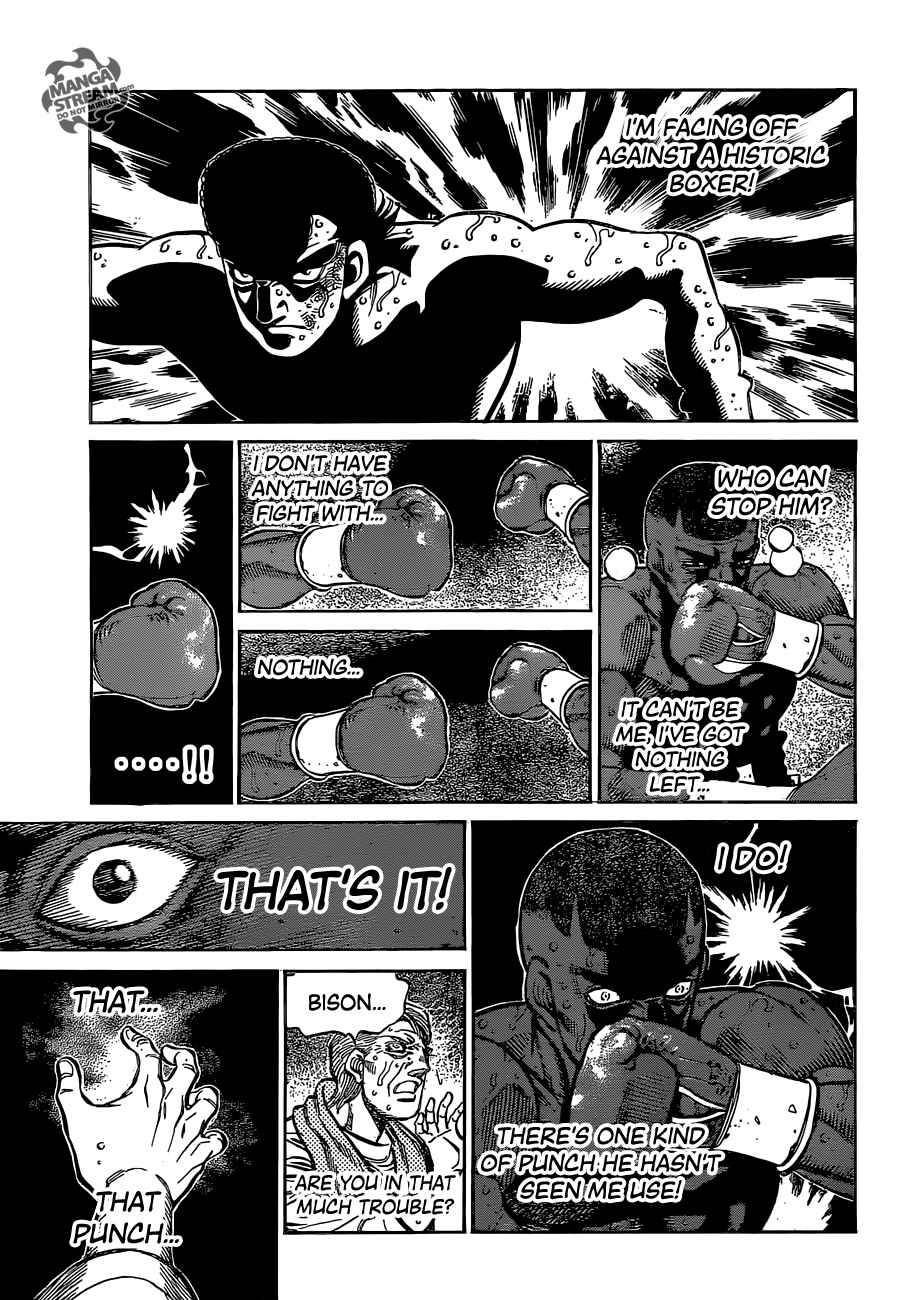 MANGA
STREAM.com
DO NOT MIRROR
I'M FACING OFF
AGAINST A HISTORIC
BOXER!
WHO CAN
STOP HIM?
IT CAN'T BE
ME, I'VE GOT
NOTHING
LEFT...
I DON'T HAVE
ANYTHING TO
FIGHT WITH...
NOTHING...
....!!
I DO!
THERE'S ONE KIND
OF PUNCH HE HASN'T
SEEN ME USE!
THAT'S IT!
BISON...
ARE YOU IN THAT
MUCH TROUBLE?
THAT...
THAT
PUNCH...